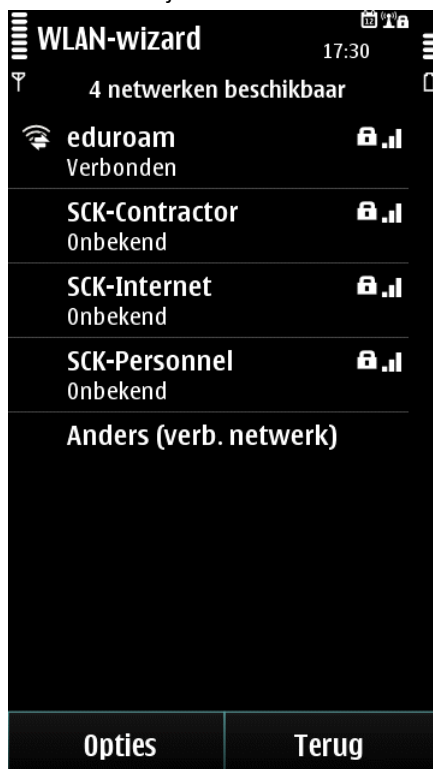 12
WLAN-wizard
17:30
4 netwerken beschikbaar
eduroam
Verbonden
SCK-Contractor
Onbekend
SCK-Internet
Onbekend
SCK-Personnel
Onbekend
Anders (verb. netwerk)
Opties Terug